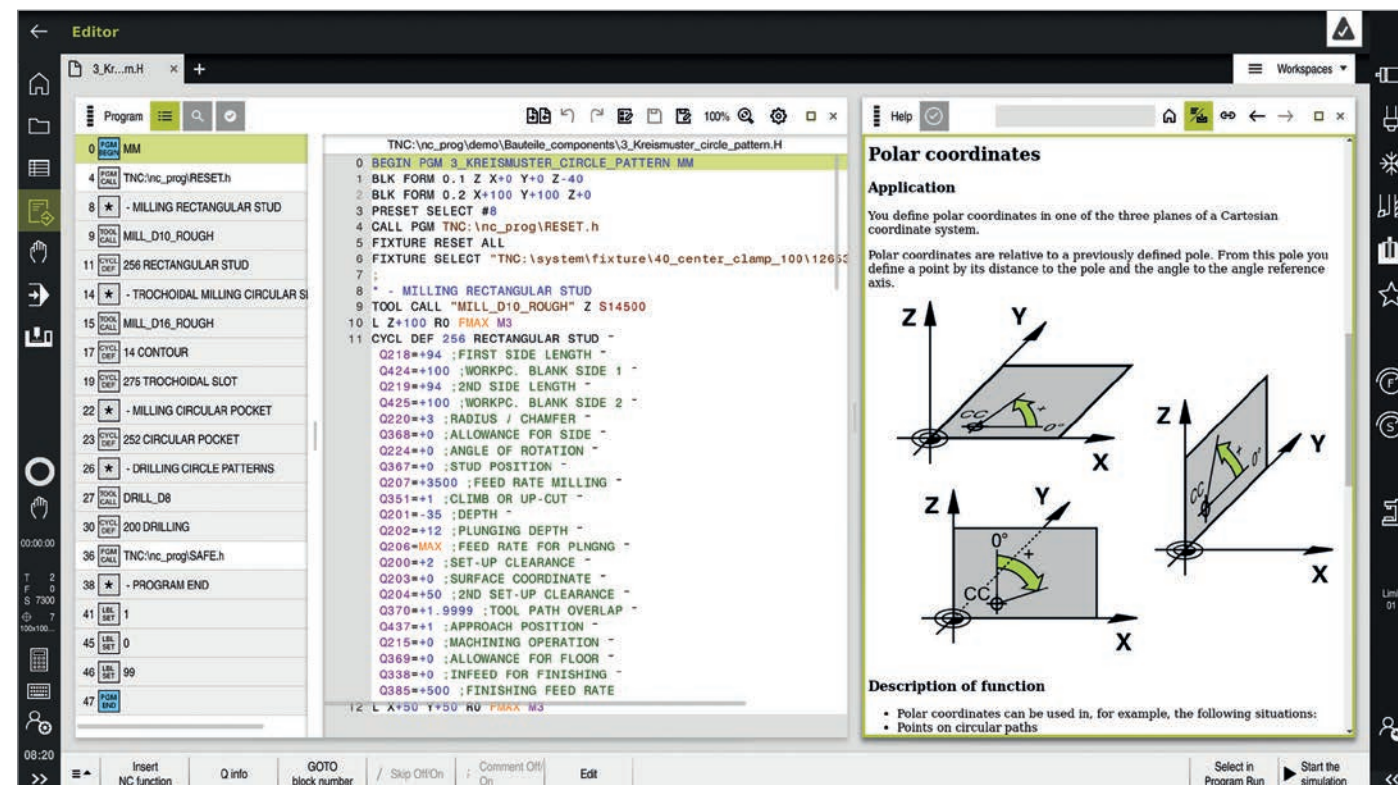 Editor
3_Kr...m.H × +
Workspaces
Program
100%
0 PGM BEGIN MM
4 PGM CALL TNC:\nc_prog\RESET.h
8 * - MILLING RECTANGULAR STUD
9 TOOL CALL MILL_D10_ROUGH
11 CYCL DEF 256 RECTANGULAR STUD
14 * - TROCHOIDAL MILLING CIRCULAR SI
15 TOOL CALL MILL_D16_ROUGH
17 CYCL DEF 14 CONTOUR
19 CYCL DEF 275 TROCHOIDAL SLOT
22 * - MILLING CIRCULAR POCKET
23 CYCL DEF 252 CIRCULAR POCKET
26 * - DRILLING CIRCLE PATTERNS
27 TOOL CALL DRILL_D8
30 CYCL DEF 200 DRILLING
36 PGM CALL TNC:\nc_prog\SAFE.h
38 * - PROGRAM END
41 LBL SET 1
45 LBL SET 0
46 LBL SET 99
47 PGM END
TNC:\nc_prog\demo\Bauteile_components\3_Kreismuster_circle_pattern.H
0 BEGIN PGM 3_KREISMUSTER_CIRCLE_PATTERN MM
1 BLK FORM 0.1 Z X+0 Y+0 Z-40
2 BLK FORM 0.2 X+100 Y+100 Z+0
3 PRESET SELECT #8
4 CALL PGM TNC:\nc_prog\RESET.h
5 FIXTURE RESET ALL
6 FIXTURE SELECT "TNC:\system\fixture\40_center_clamp_100\12653
7 ;
8 * - MILLING RECTANGULAR STUD
9 TOOL CALL "MILL_D10_ROUGH" Z S14500
10 L Z+100 R0 FMAX M3
11 CYCL DEF 256 RECTANGULAR STUD ~
Q218=+94 ;FIRST SIDE LENGTH ~
Q424=+100 ;WORKPC. BLANK SIDE 1 ~
Q219=+94 ;2ND SIDE LENGTH ~
Q425=+100 ;WORKPC. BLANK SIDE 2 ~
Q220=+3 ;RADIUS / CHAMFER ~
Q368=+0 ;ALLOWANCE FOR SIDE ~
Q224=+0 ;ANGLE OF ROTATION ~
Q367=+0 ;STUD POSITION ~
Q207=+3500 ;FEED RATE MILLING ~
Q351=+1 ;CLIMB OR UP-CUT ~
Q201=-35 ;DEPTH ~
Q202=+12 ;PLUNGING DEPTH ~
Q206=MAX ;FEED RATE FOR PLNGNG ~
Q200=+2 ;SET-UP CLEARANCE ~
Q203=+0 ;SURFACE COORDINATE ~
Q204=+50 ;2ND SET-UP CLEARANCE ~
Q370=+1.9999 ;TOOL PATH OVERLAP ~
Q437=+1 ;APPROACH POSITION ~
Q215=+0 ;MACHINING OPERATION ~
Q369=+0 ;ALLOWANCE FOR FLOOR ~
Q338=+0 ;INFEED FOR FINISHING ~
Q385=+500 ;FINISHING FEED RATE
12 L X+50 Y+50 R0 FMAX M3
Help
Polar coordinates
Application
You define polar coordinates in one of the three planes of a Cartesian
coordinate system.
Polar coordinates are relative to a previously defined pole. From this pole you
define a point by its distance to the pole and the angle to the angle reference
axis.
Z Y X CC + 0°
Z Y X CC + 0°
Z Y X CC + 0°
Description of function
• Polar coordinates can be used in, for example, the following situations:
• Points on circular paths
00:00:00
T 2
F 0
S 7300
7
100x100...
08:20
F
S
Limi
01
Insert
NC function
Q info
GOTO
block number
/ Skip Off/On
; Comment Off/
On
Edit
Select in
Program Run
Start the
simulation